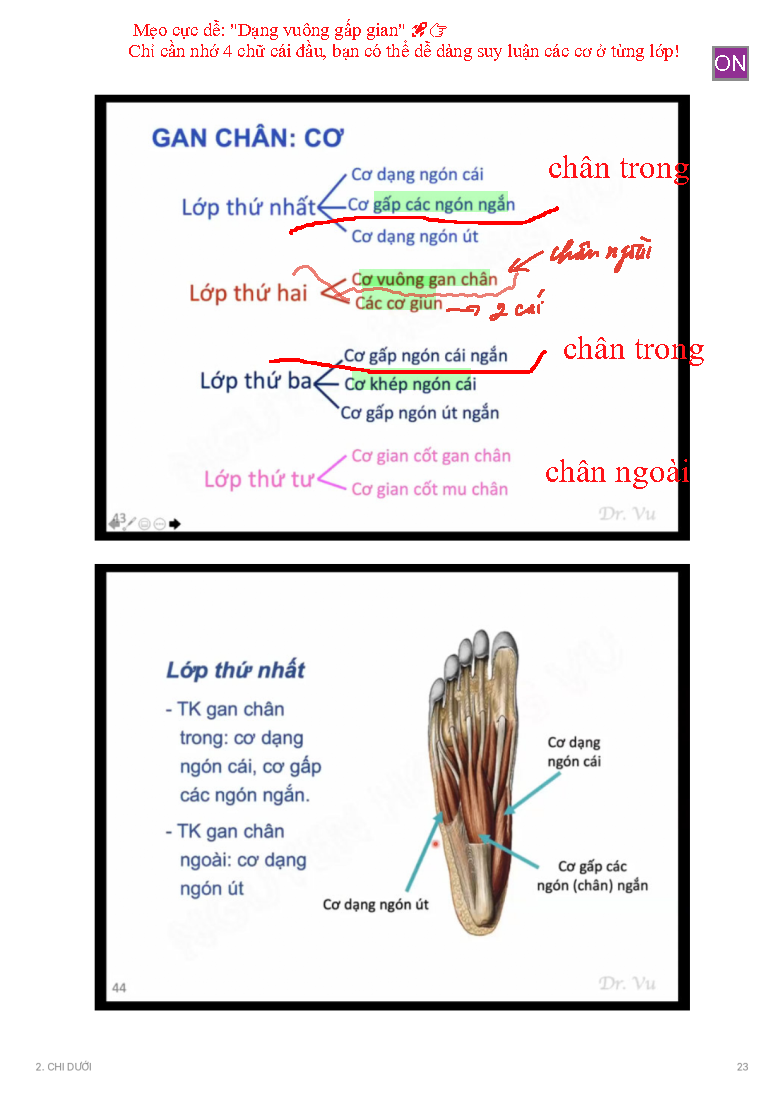 Mẹo cực dễ: "Dạng vuông gấp gian"
Chỉ cần nhớ 4 chữ cái đầu, bạn có thể dễ dàng suy luận các cơ ở từng lớp!
ON
GAN CHÂN: CƠ
chân trong
Lớp thứ nhất
Cơ dạng ngón cái
Cơ gấp các ngón ngắn
Cơ dạng ngón út
chân ngoài
Lớp thứ hai
Cơ vuông gan chân
Các cơ giun
2 cái
chân trong
Lớp thứ ba
Cơ gấp ngón cái ngắn
Cơ khép ngón cái
Cơ gấp ngón út ngắn
chân ngoài
Lớp thứ tư
Cơ gian cốt gan chân
Cơ gian cốt mu chân
43
Dr. Vu
Lớp thứ nhất
- TK gan chân
trong: cơ dạng
ngón cái, cơ gấp
các ngón ngắn.
- TK gan chân
ngoài: cơ dạng
ngón út
Cơ dạng
ngón cái
Cơ gấp các
ngón (chân) ngắn
Cơ dạng ngón út
44
Dr. Vu
2. CHI DƯỚI
23